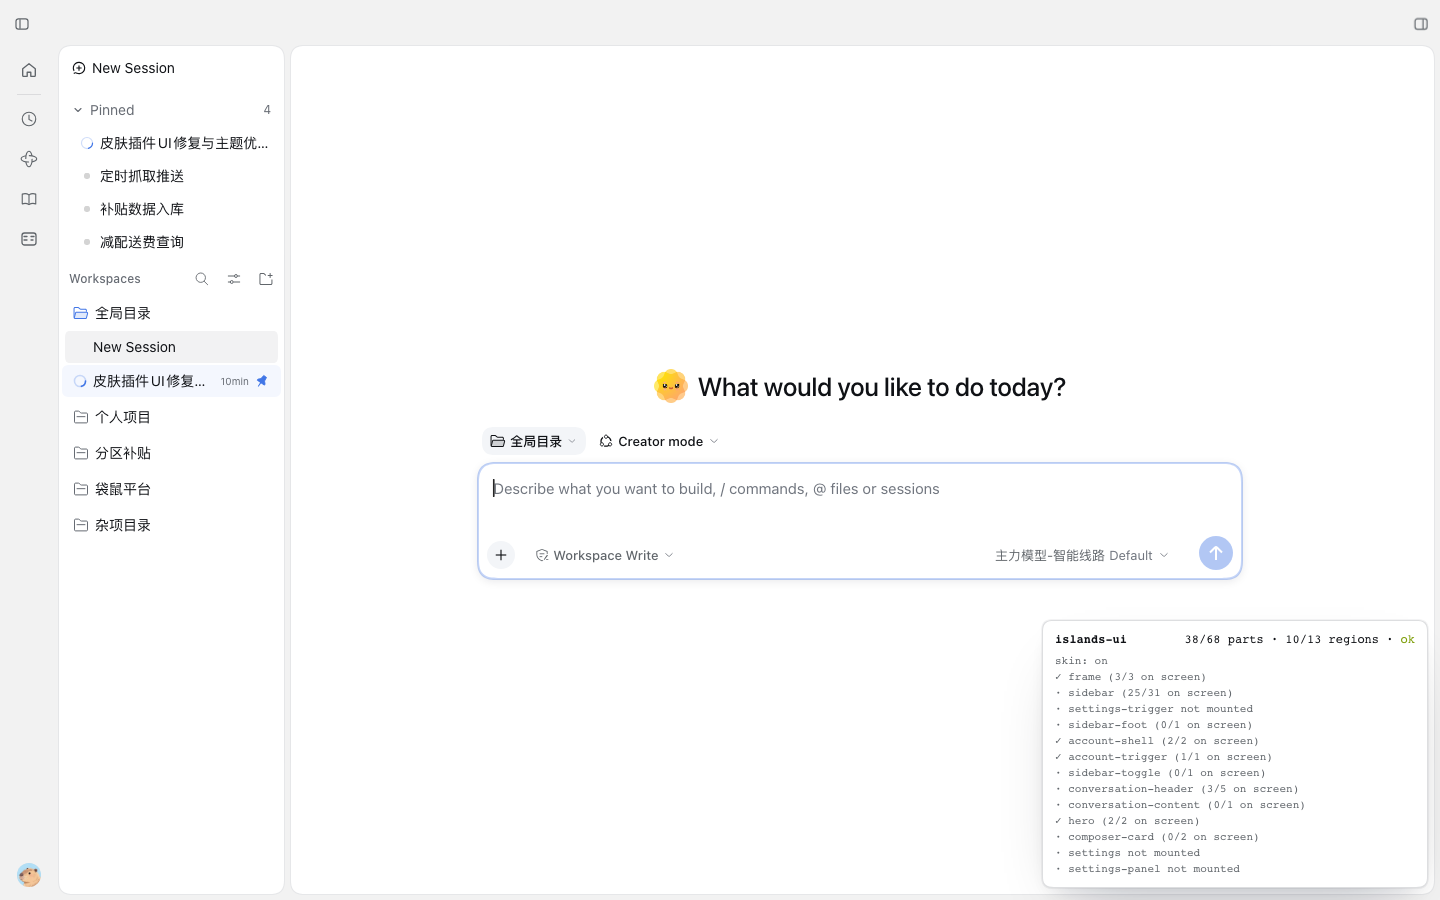 New Session
Pinned 4
皮肤插件UI修复与主题优...
定时抓取推送
补贴数据入库
减配送费查询
Workspaces
全局目录
New Session
皮肤插件UI修复... 10min
个人项目
分区补贴
袋鼠平台
杂项目录
What would you like to do today?
全局目录 Creator mode
Describe what you want to build, / commands, @ files or sessions
Workspace Write 主力模型-智能线路 Default
islands-ui 38/68 parts · 10/13 regions · ok
skin: on
✓ frame (3/3 on screen)
· sidebar (25/31 on screen)
· settings-trigger not mounted
· sidebar-foot (0/1 on screen)
✓ account-shell (2/2 on screen)
✓ account-trigger (1/1 on screen)
· sidebar-toggle (0/1 on screen)
· conversation-header (3/5 on screen)
· conversation-content (0/1 on screen)
✓ hero (2/2 on screen)
· composer-card (0/2 on screen)
· settings not mounted
· settings-panel not mounted